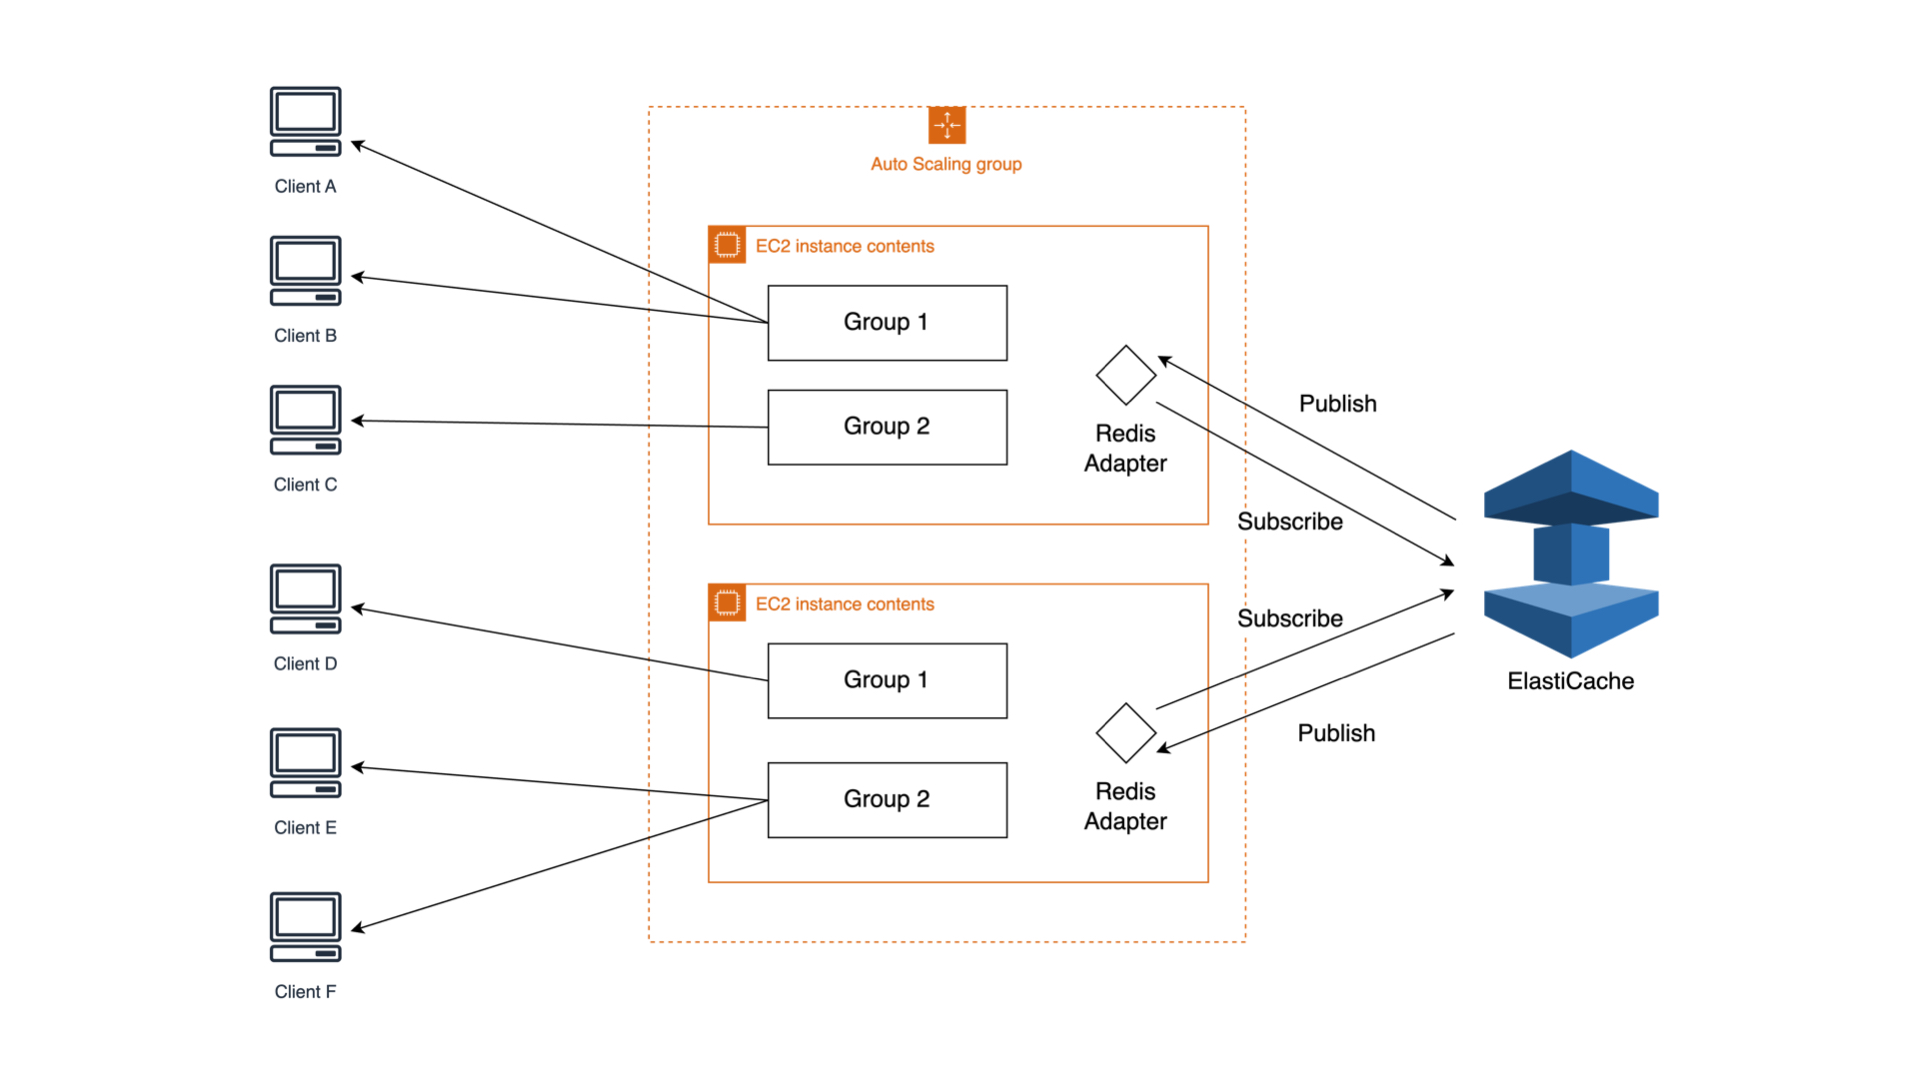 Client A
Client B
Client C
Client D
Client E
Client F
Auto Scaling group
EC2 instance contents
Group 1
Group 2
Redis
Adapter
EC2 instance contents
Group 1
Group 2
Redis
Adapter
Publish
Subscribe
Subscribe
Publish
ElastiCache